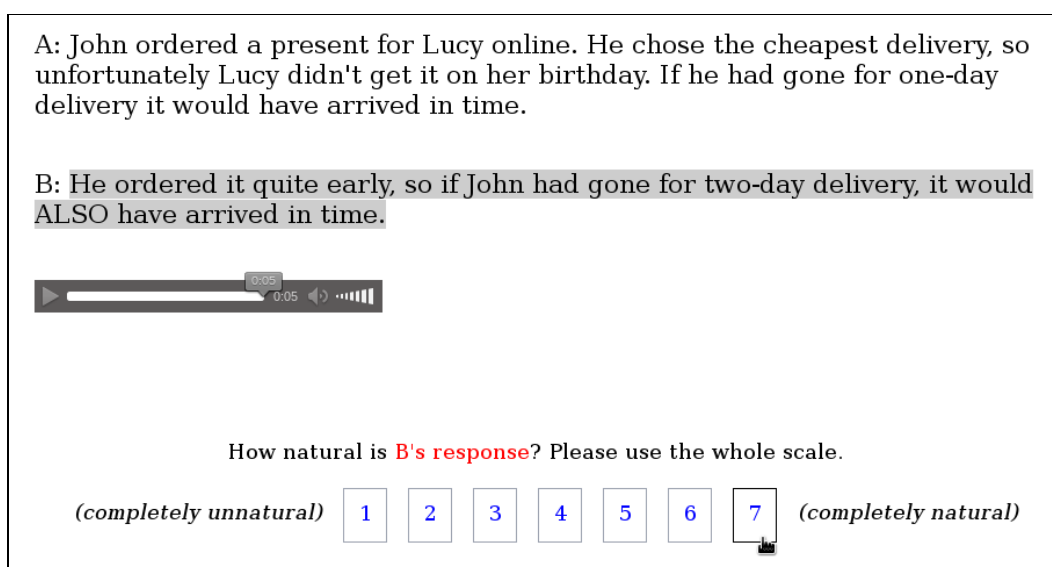 A: John ordered a present for Lucy online. He chose the cheapest delivery, so
unfortunately Lucy didn't get it on her birthday. If he had gone for one-day
delivery it would have arrived in time.
B: He ordered it quite early, so if John had gone for two-day delivery, it would
ALSO have arrived in time.
0:05
0:05
How natural is B's response? Please use the whole scale.
(completely unnatural) 1 2 3 4 5 6 7 (completely natural)